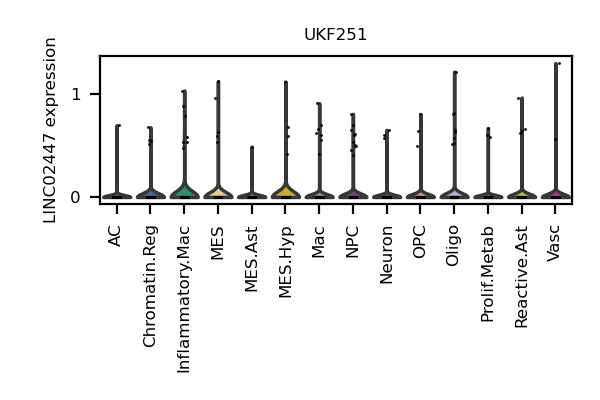 UKF251
LINC02447 expression
1
0
AC
Chromatin.Reg
Inflammatory.Mac
MES
MES.Ast
MES.Hyp
Mac
NPC
Neuron
OPC
Oligo
Prolif.Metab
Reactive.Ast
Vasc